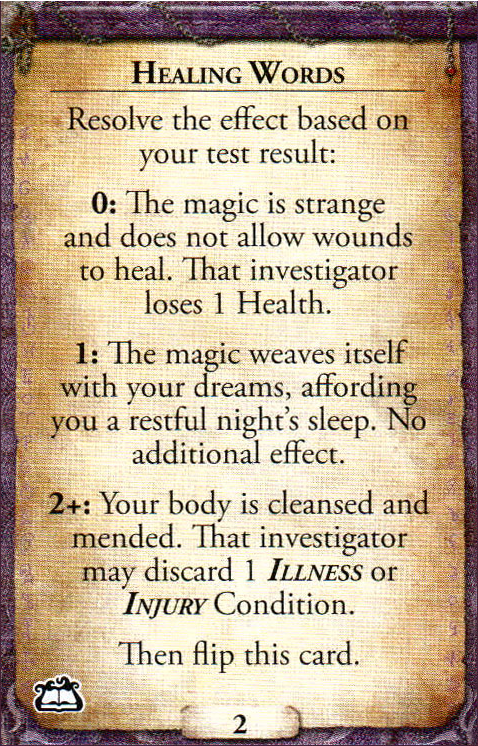 Healing Words
Resolve the effect based on
your test result:
0: The magic is strange
and does not allow wounds
to heal. That investigator
loses 1 Health.
1: The magic weaves itself
with your dreams, affording
you a restful night's sleep. No
additional effect.
2+: Your body is cleansed and
mended. That investigator
may discard 1 Illness or
Injury Condition.
Then flip this card.
2